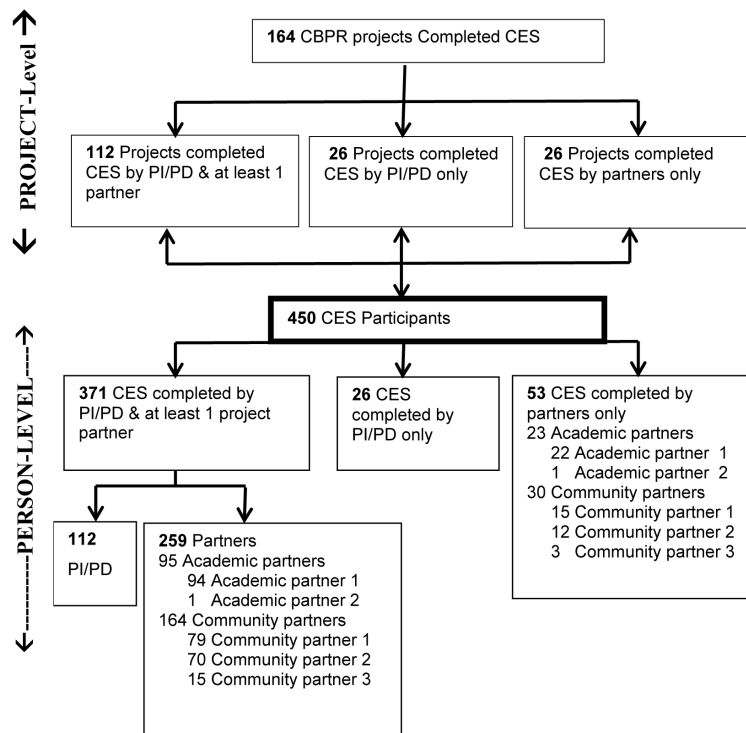 PROJECT-Level
164 CBPR projects Completed CES
112 Projects completed
CES by PI/PD & at least 1
partner
26 Projects completed
CES by PI/PD only
26 Projects completed
CES by partners only
450 CES Participants
-------PERSON-LEVEL----
371 CES completed by
PI/PD & at least 1 project
partner
26 CES
completed by
PI/PD only
53 CES completed by
partners only
23 Academic partners
22 Academic partner 1
1 Academic partner 2
30 Community partners
15 Community partner 1
12 Community partner 2
3 Community partner 3
112
PI/PD
259 Partners
95 Academic partners
94 Academic partner 1
1 Academic partner 2
164 Community partners
79 Community partner 1
70 Community partner 2
15 Community partner 3